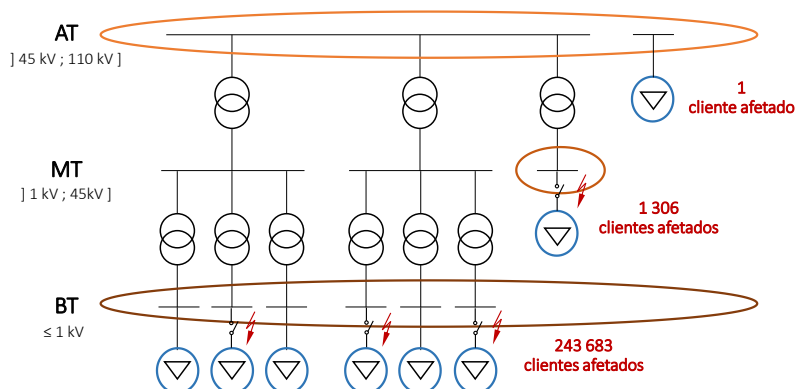 AT
] 45 kV ; 110 kV ]
1
cliente afetado
MT
] 1 kV ; 45kV ]
1 306
clientes afetados
BT
≤ 1 kV
243 683
clientes afetados